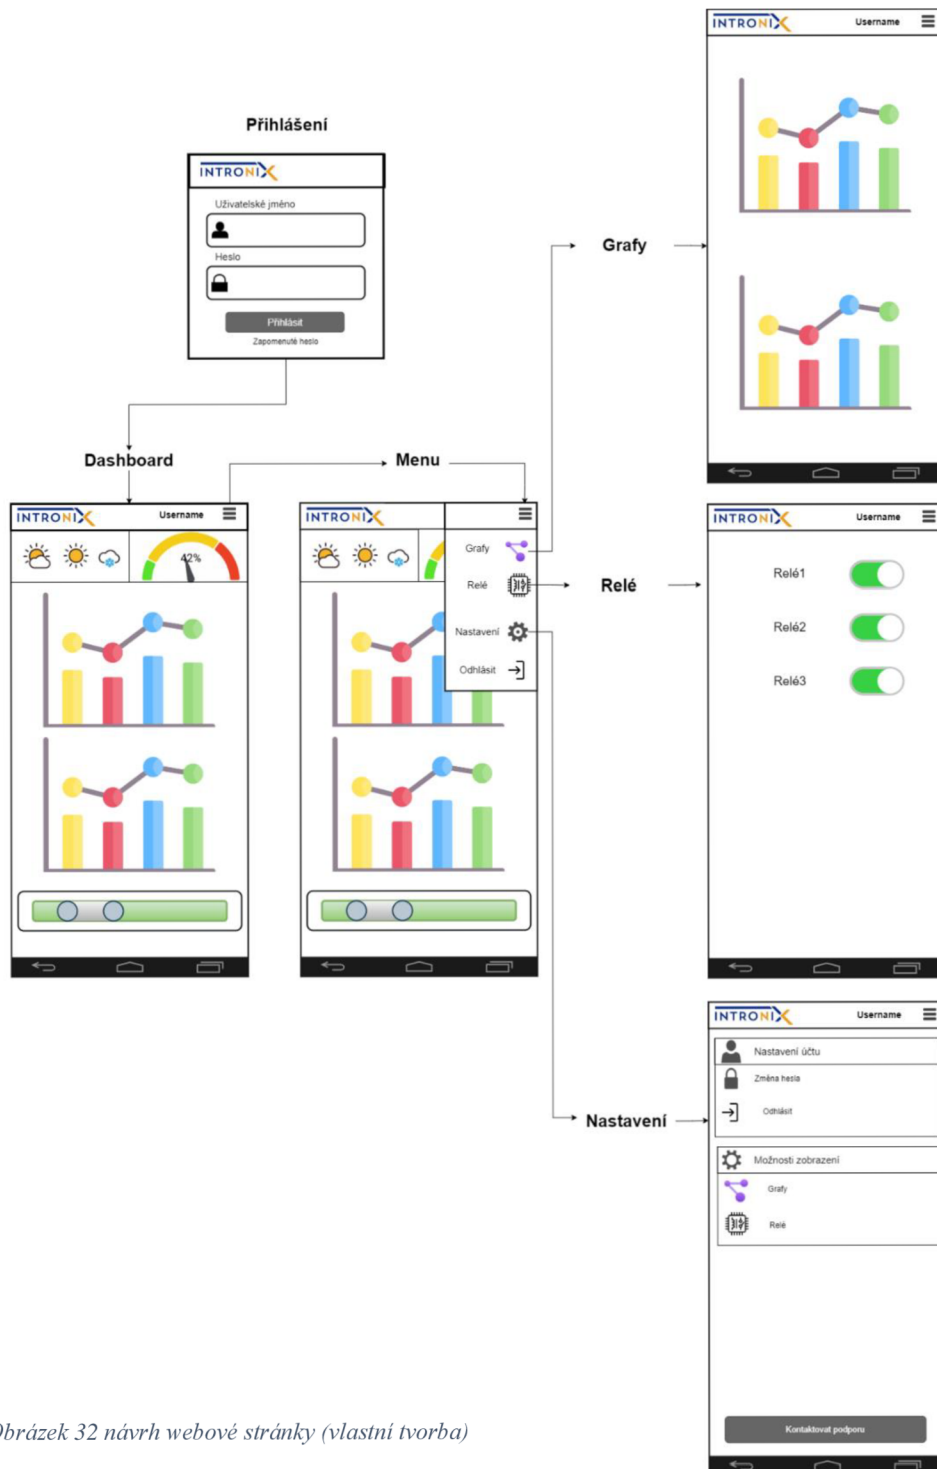 INTRONIX
Username
Přihlášení
INTRONIX
Uživatelské jméno
Heslo
Přihlásit
Zapomenuté heslo
Grafy
Dashboard
Menu
INTRONIX
Username
42%
INTRONIX
Grafy
Relé
Nastavení
Odhlásit
Relé
INTRONIX
Username
Relé1
Relé2
Relé3
Nastavení
INTRONIX
Username
Nastavení účtu
Změna hesla
Odhlásit
Možnosti zobrazení
Grafy
Relé
Kontaktovat podporu
Obrázek 32 návrh webové stránky (vlastní tvorba)